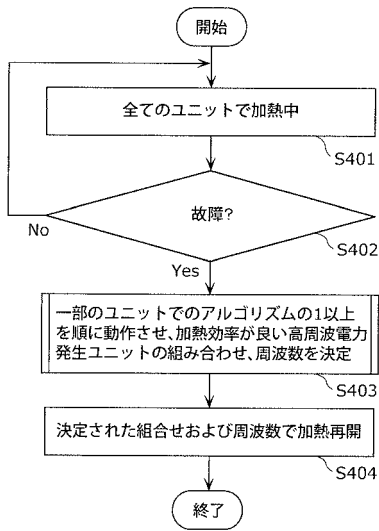 開始
全てのユニットで加熱中
S401
故障?
S402
No
Yes
一部のユニットでのアルゴリズムの1以上
を順に動作させ、加熱効率が良い高周波電力
発生ユニットの組み合わせ、周波数を決定
S403
決定された組合せおよび周波数で加熱再開
S404
終了